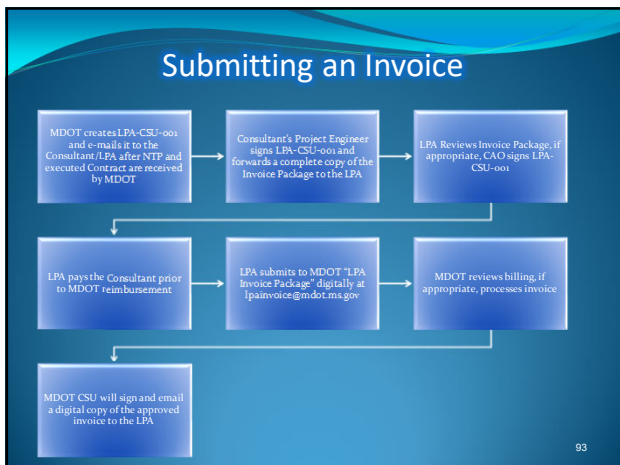 Submitting an Invoice
MDOT creates LPA-CSU-001
and e-mails it to the
Consultant/LPA after NTP and
executed Contract are received
by MDOT
Consultant's Project Engineer
signs LPA-CSU-001 and
forwards a complete copy of the
Invoice Package to the LPA
LPA Reviews Invoice Package, if
appropriate, CAO signs LPA-
CSU-001
LPA pays the Consultant prior
to MDOT reimbursement
LPA submits to MDOT "LPA
Invoice Package" digitally at
lpainvoice@mdot.ms.gov
MDOT reviews billing, if
appropriate, processes invoice
MDOT CSU will sign and email
a digital copy of the approved
invoice to the LPA
93